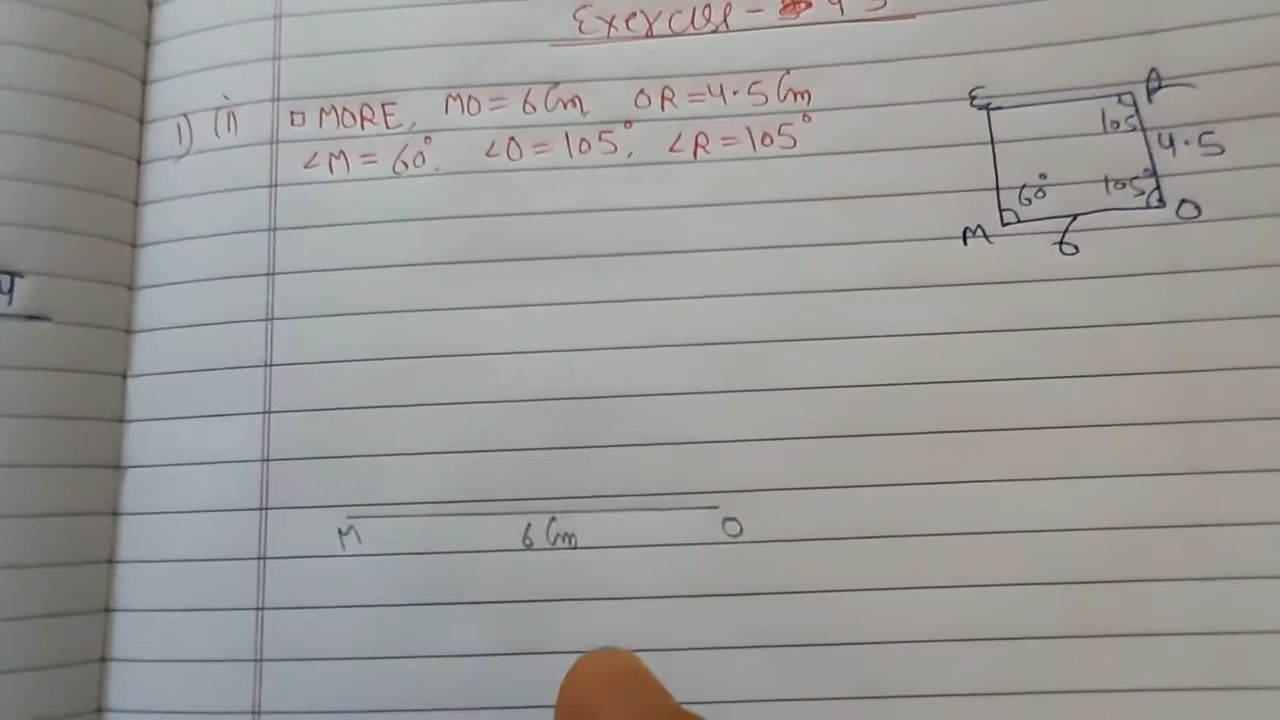 Exercise -
1) (i) □ MORE, MO = 6 Cm OR = 4.5 Cm
∠M = 60°, ∠O = 105°, ∠R = 105°
E R
105
4.5
60° 105°
M 6 O
M 6 Cm O